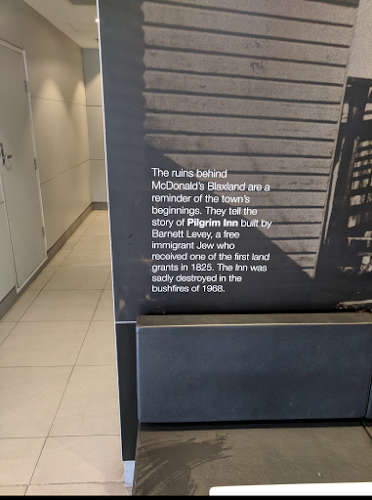 The ruins behind
McDonald's Blaxland are a
reminder of the town's
beginnings. They tell the
story of Pilgrim Inn built by
Barnett Levey, a free
immigrant Jew who
received one of the first land
grants in 1825. The Inn was
sadly destroyed in the
bushfires of 1968.